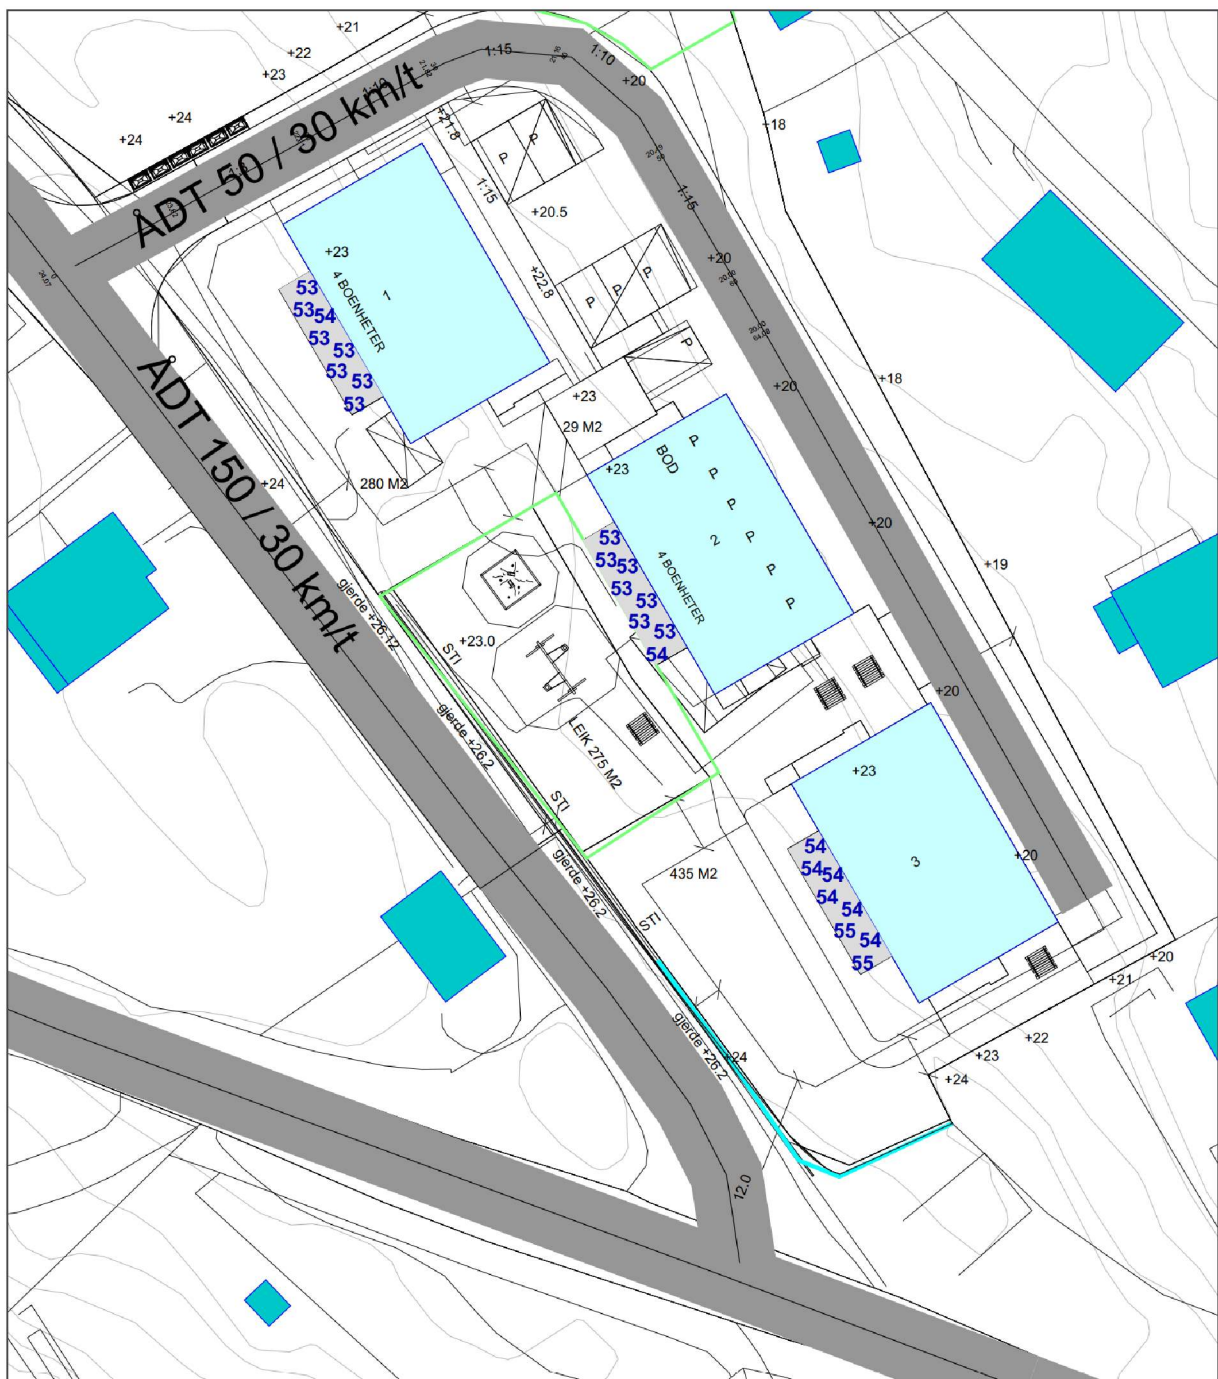 +21
+22
+23
+24
+24
1:15
1:10
+20
1:10
ÅDT 50 / 30 km/t
+18
+21.8
P
P
1:15
+20.5
1:15
+20
+23
4 BOENHETER
1
+22.8
P
P
P
53
53
54
53
53
53
53
53
P
+20
+18
+23
29 M2
ÅDT 150 / 30 km/t
+24
280 M2
+23
BOD
P
P
P
P
P
P
2
4 BOENHETER
+20
53
53
53
53
53
53
53
54
+19
gjerde +26.12
STI
+23.0
+20
gjerde +26.2
LEIK 275 M2
STI
+23
3
+20
gjerde +26.2
435 M2
STI
54
54
54
54
54
55
54
55
+20
+21
+22
+23
+24
gjerde +26.2
+24
12.0